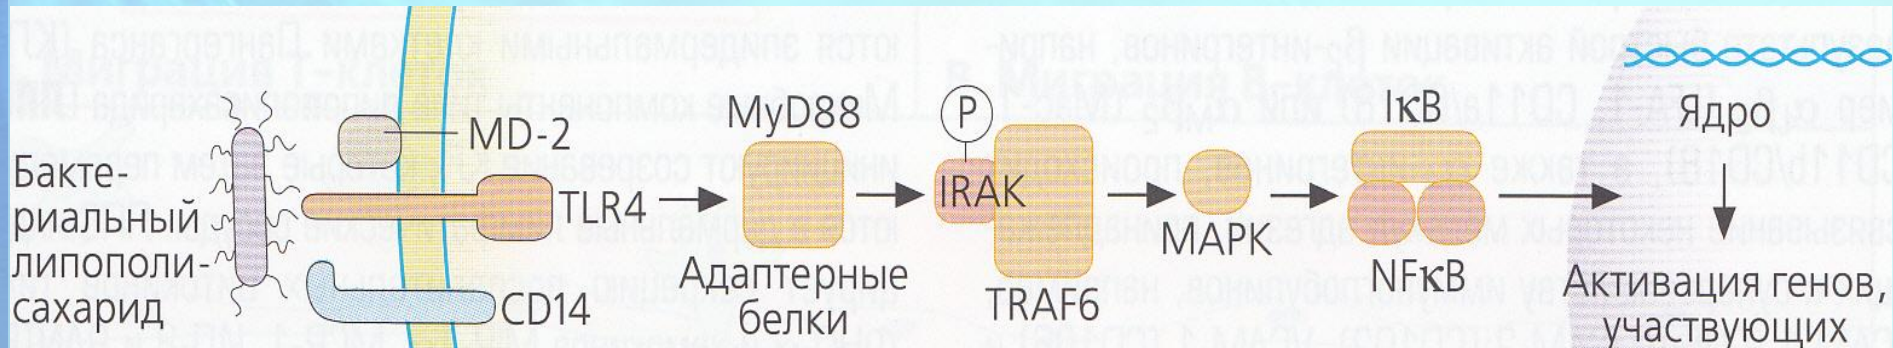 Бакте-
риальный
липополи-
сахарид
MD-2
TLR4
CD14
MyD88
Адаптерные
белки
P
IRAK
TRAF6
МАРК
IκB
NFκB
Ядро
Активация генов,
участвующих